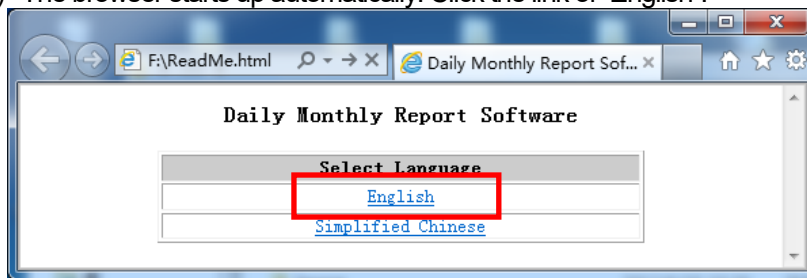 The browser starts up automatically. Click the link of "English".
F:\ReadMe.html
Daily Monthly Report Sof...
Daily Monthly Report Software
Select Language
English
Simplified Chinese